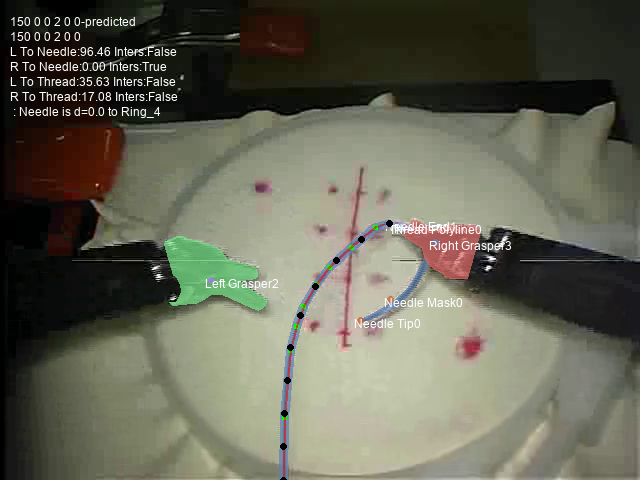 150 0 0 2 0 0-predicted
150 0 0 2 0 0
L To Needle:96.46 Inters:False
R To Needle:0.00 Inters:True
L To Thread:35.63 Inters:False
R To Thread:17.08 Inters:False
: Needle is d=0.0 to Ring_4
Thread Polyline0
Right Grasper3
Left Grasper2
Needle Mask0
Needle Tip0